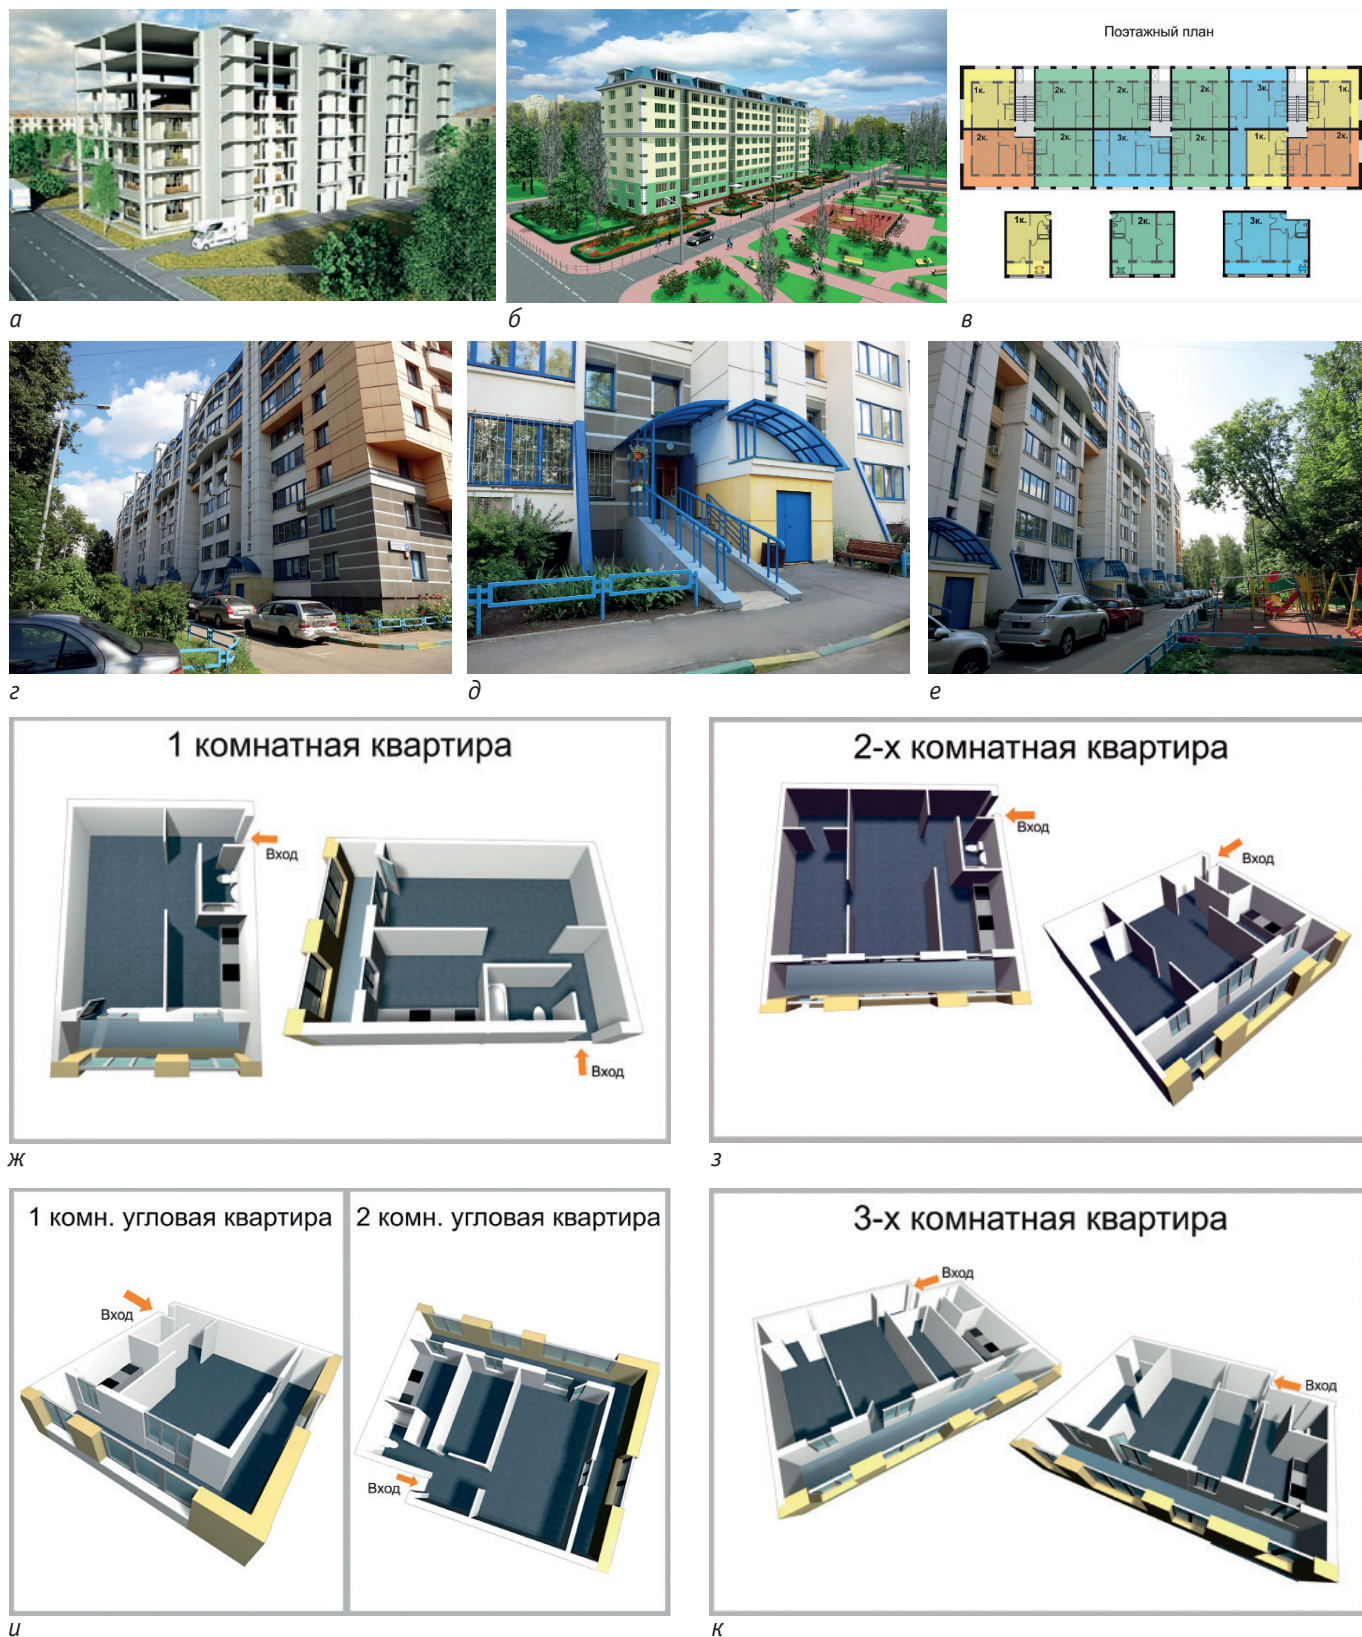 Поэтажный план
1к.
2к.
2к.
2к.
3к.
1к.
2к.
2к.
3к.
2к.
1к.
2к.
1к.
2к.
3к.
а
б
в
г
д
е
1 комнатная квартира
Вход
Вход
2-х комнатная квартира
Вход
Вход
ж
з
1 комн. угловая квартира
Вход
2 комн. угловая квартира
Вход
3-х комнатная квартира
Вход
Вход
и
к